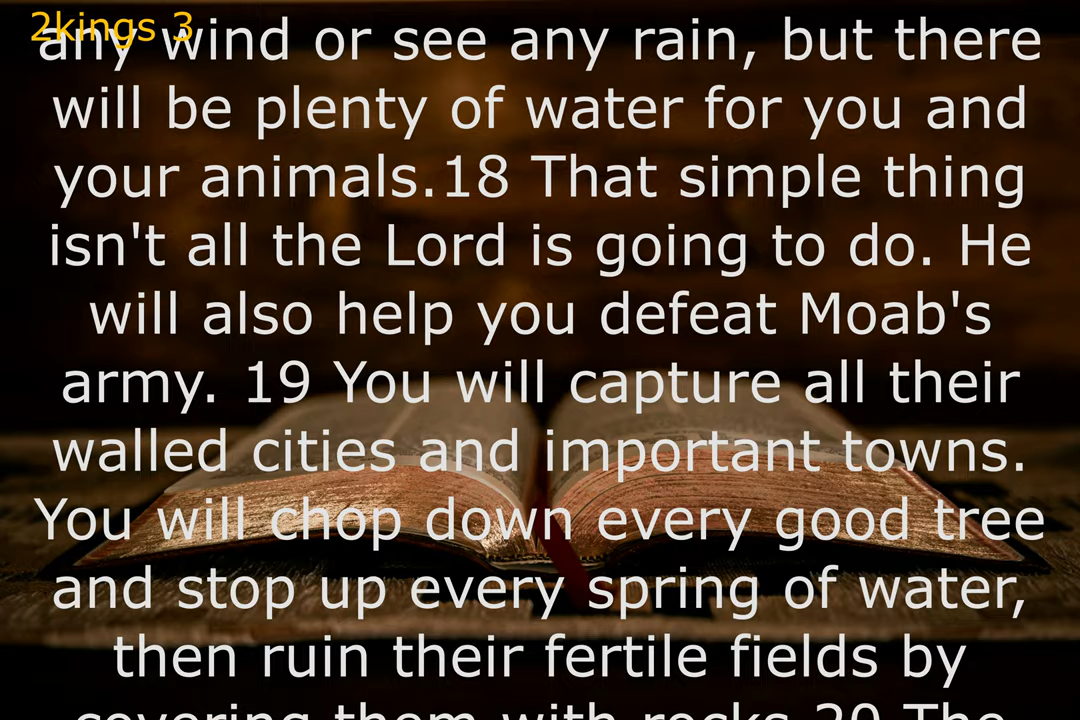 2kings 3
any wind or see any rain, but there
will be plenty of water for you and
your animals.18 That simple thing
isn't all the Lord is going to do. He
will also help you defeat Moab's
army. 19 You will capture all their
walled cities and important towns.
You will chop down every good tree
and stop up every spring of water,
then ruin their fertile fields by
covering them with rocks.20 The